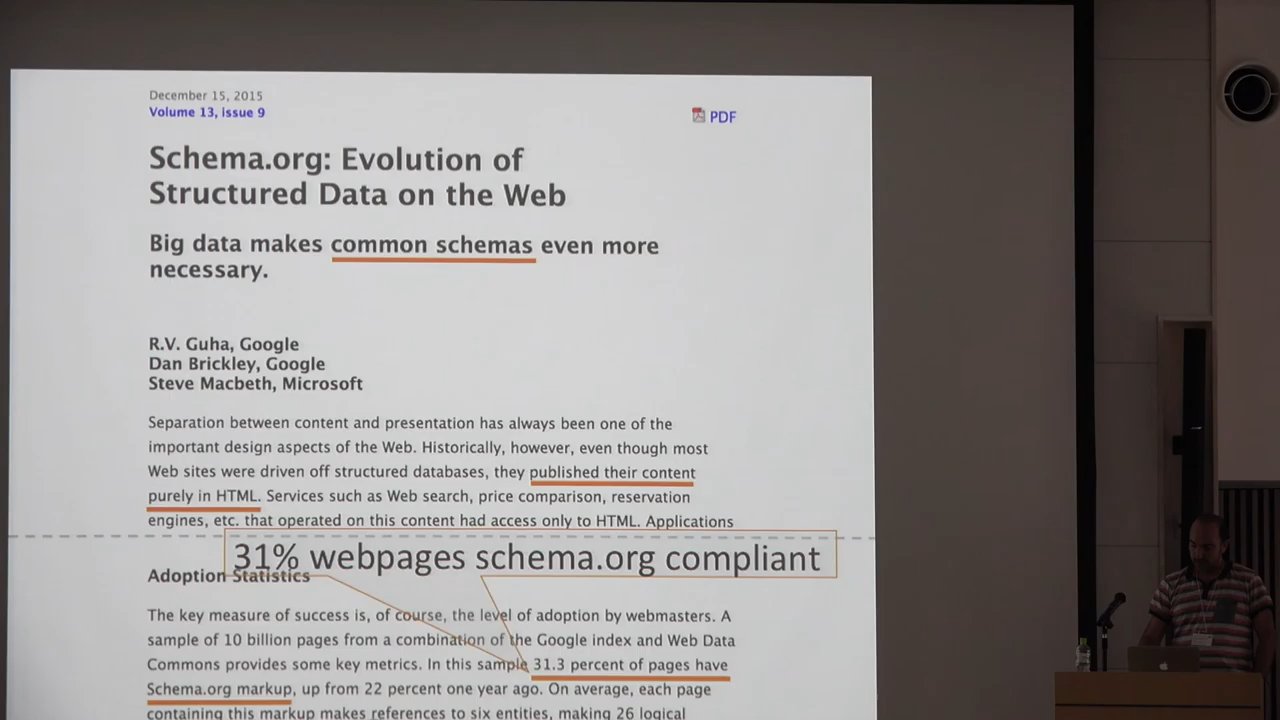 December 15, 2015
Volume 13, issue 9
PDF
Schema.org: Evolution of
Structured Data on the Web
Big data makes common schemas even more
necessary.
R.V. Guha, Google
Dan Brickley, Google
Steve Macbeth, Microsoft
Separation between content and presentation has always been one of the
important design aspects of the Web. Historically, however, even though most
Web sites were driven off structured databases, they published their content
purely in HTML. Services such as Web search, price comparison, reservation
engines, etc. that operated on this content had access only to HTML. Applications
31% webpages schema.org compliant
Adoption Statistics
The key measure of success is, of course, the level of adoption by webmasters. A
sample of 10 billion pages from a combination of the Google index and Web Data
Commons provides some key metrics. In this sample 31.3 percent of pages have
Schema.org markup, up from 22 percent one year ago. On average, each page
containing this markup makes references to six entities, making 26 logical